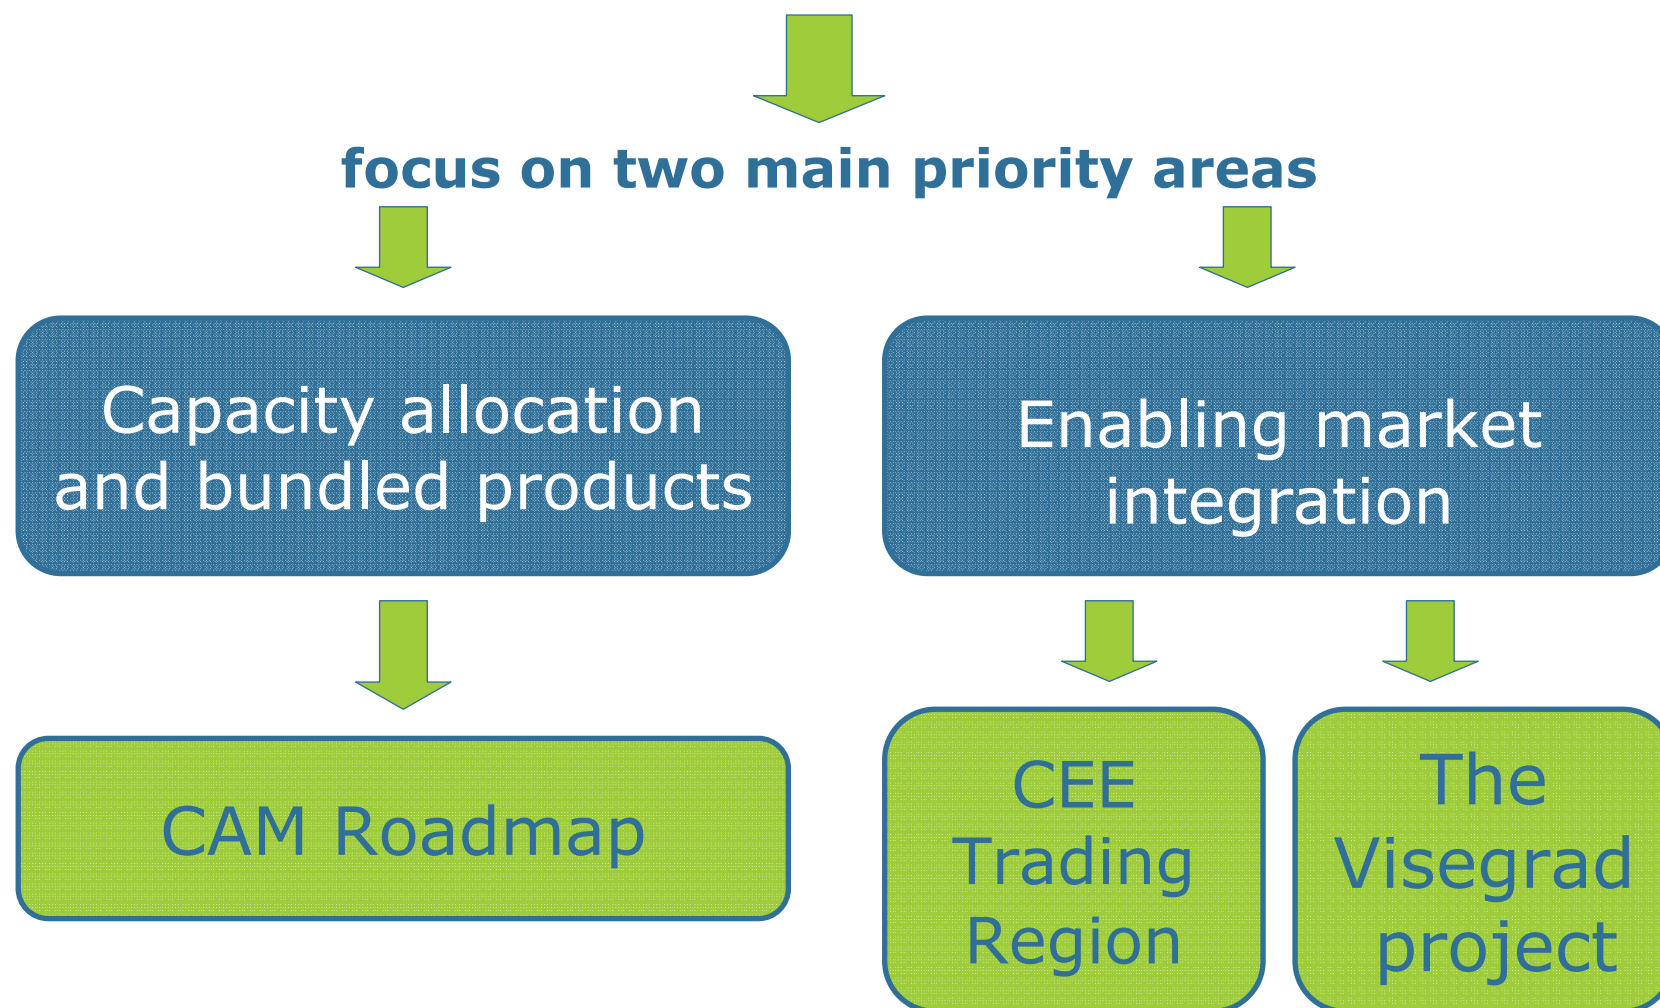 focus on two main priority areas
Capacity allocation
and bundled products
Enabling market
integration
CAM Roadmap
CEE
Trading
Region
The
Visegrad
project